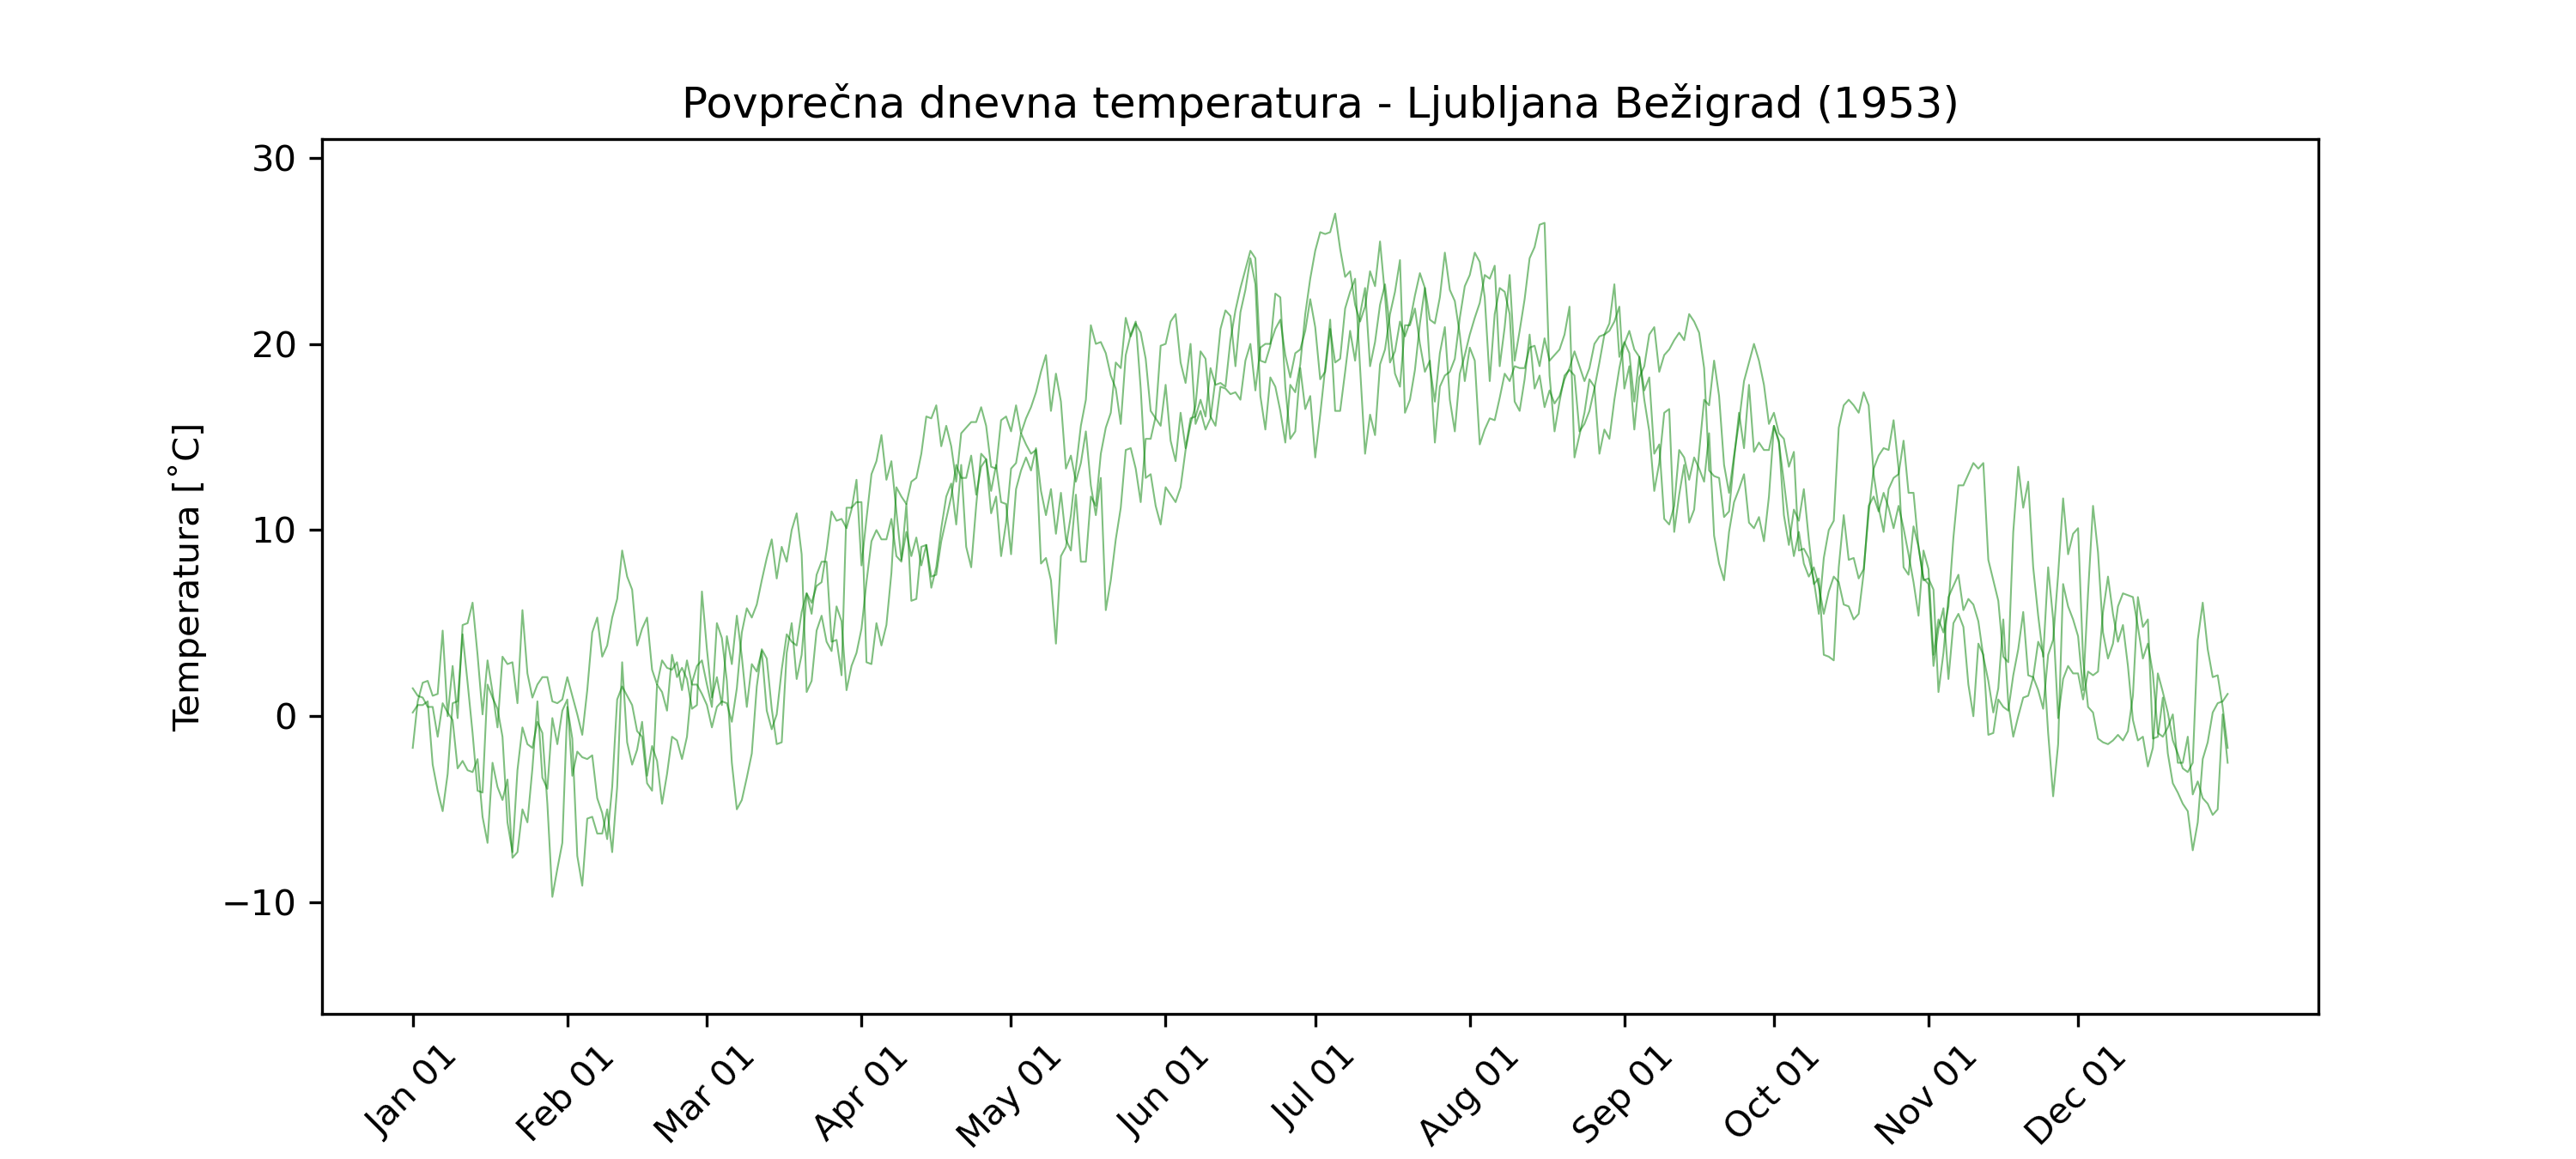 Povprečna dnevna temperatura - Ljubljana Bežigrad (1953)
Temperatura [˚C]
30
20
10
0
−10
Jan 01
Feb 01
Mar 01
Apr 01
May 01
Jun 01
Jul 01
Aug 01
Sep 01
Oct 01
Nov 01
Dec 01